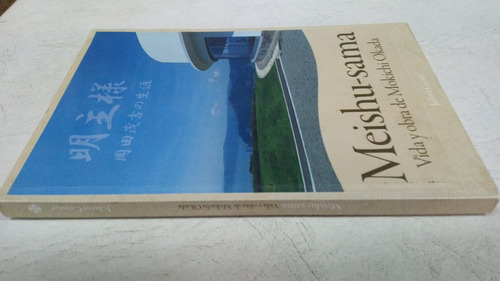 明主様
岡田茂吉の生涯
Meishu-sama
Vida y obra de Mokichi Okada
Meishu-sama Vida y obra de Mokichi Okada